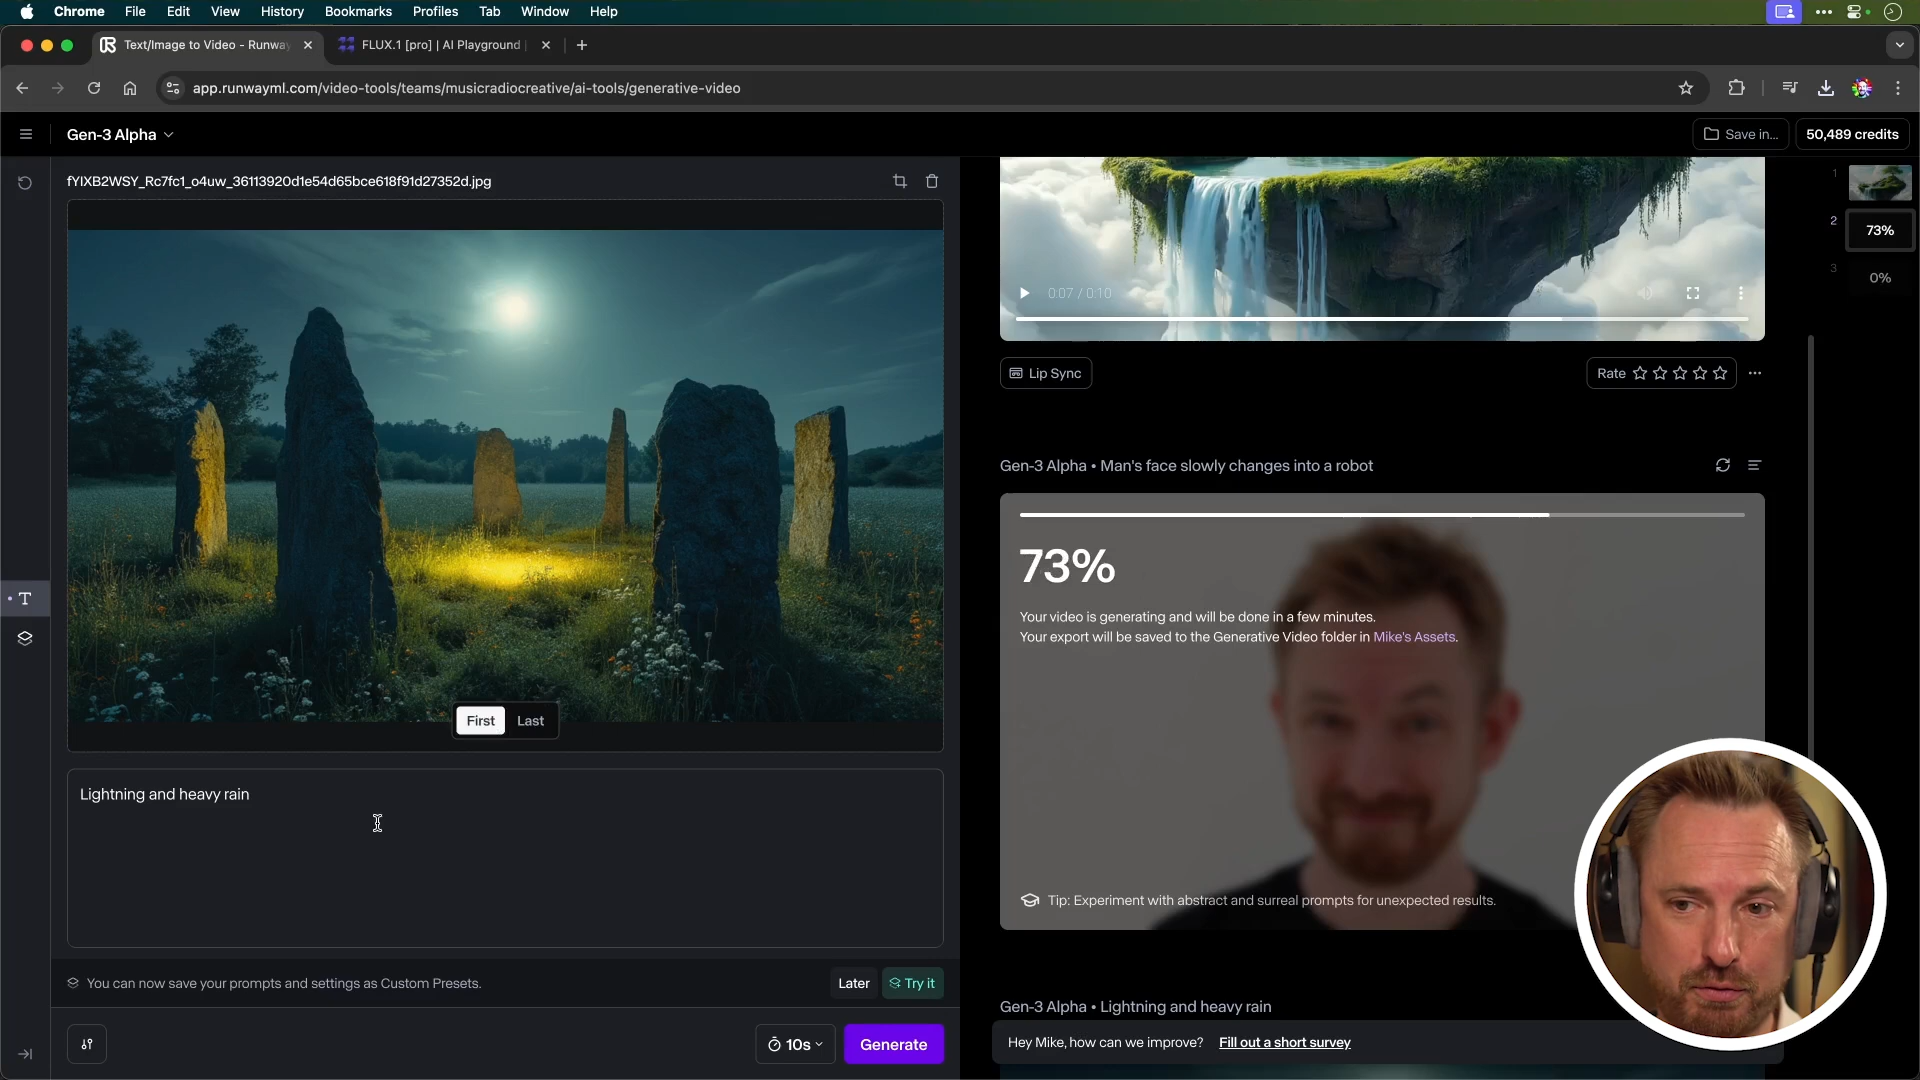 Chrome File Edit View History Bookmarks Profiles Tab Window Help
Text/Image to Video - Runway
FLUX.1 [pro] | AI Playground
app.runwayml.com/video-tools/teams/musicradiocreative/ai-tools/generative-video
Gen-3 Alpha
Save in...
50,489 credits
fYIXB2WSY_Rc7fc1_o4uw_36113920d1e54d65bce618f91d27352d.jpg
First Last
Lightning and heavy rain
You can now save your prompts and settings as Custom Presets.
Later
Try it
10s
Generate
0:07 / 0:10
Lip Sync
Rate
Gen-3 Alpha • Man's face slowly changes into a robot
73%
Your video is generating and will be done in a few minutes.
Your export will be saved to the Generative Video folder in Mike's Assets.
Tip: Experiment with abstract and surreal prompts for unexpected results.
Gen-3 Alpha • Lightning and heavy rain
Hey Mike, how can we improve? Fill out a short survey
1
2
73%
3
0%